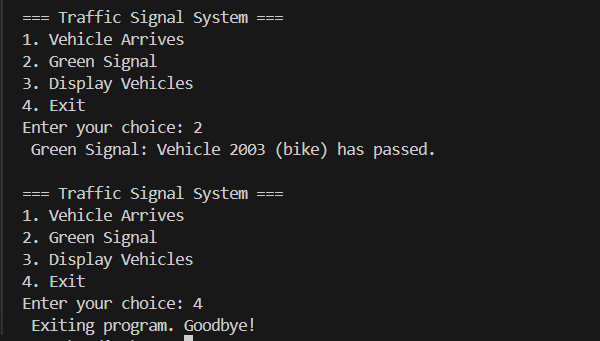 === Traffic Signal System ===
1. Vehicle Arrives
2. Green Signal
3. Display Vehicles
4. Exit
Enter your choice: 2
Green Signal: Vehicle 2003 (bike) has passed.
=== Traffic Signal System ===
1. Vehicle Arrives
2. Green Signal
3. Display Vehicles
4. Exit
Enter your choice: 4
Exiting program. Goodbye!